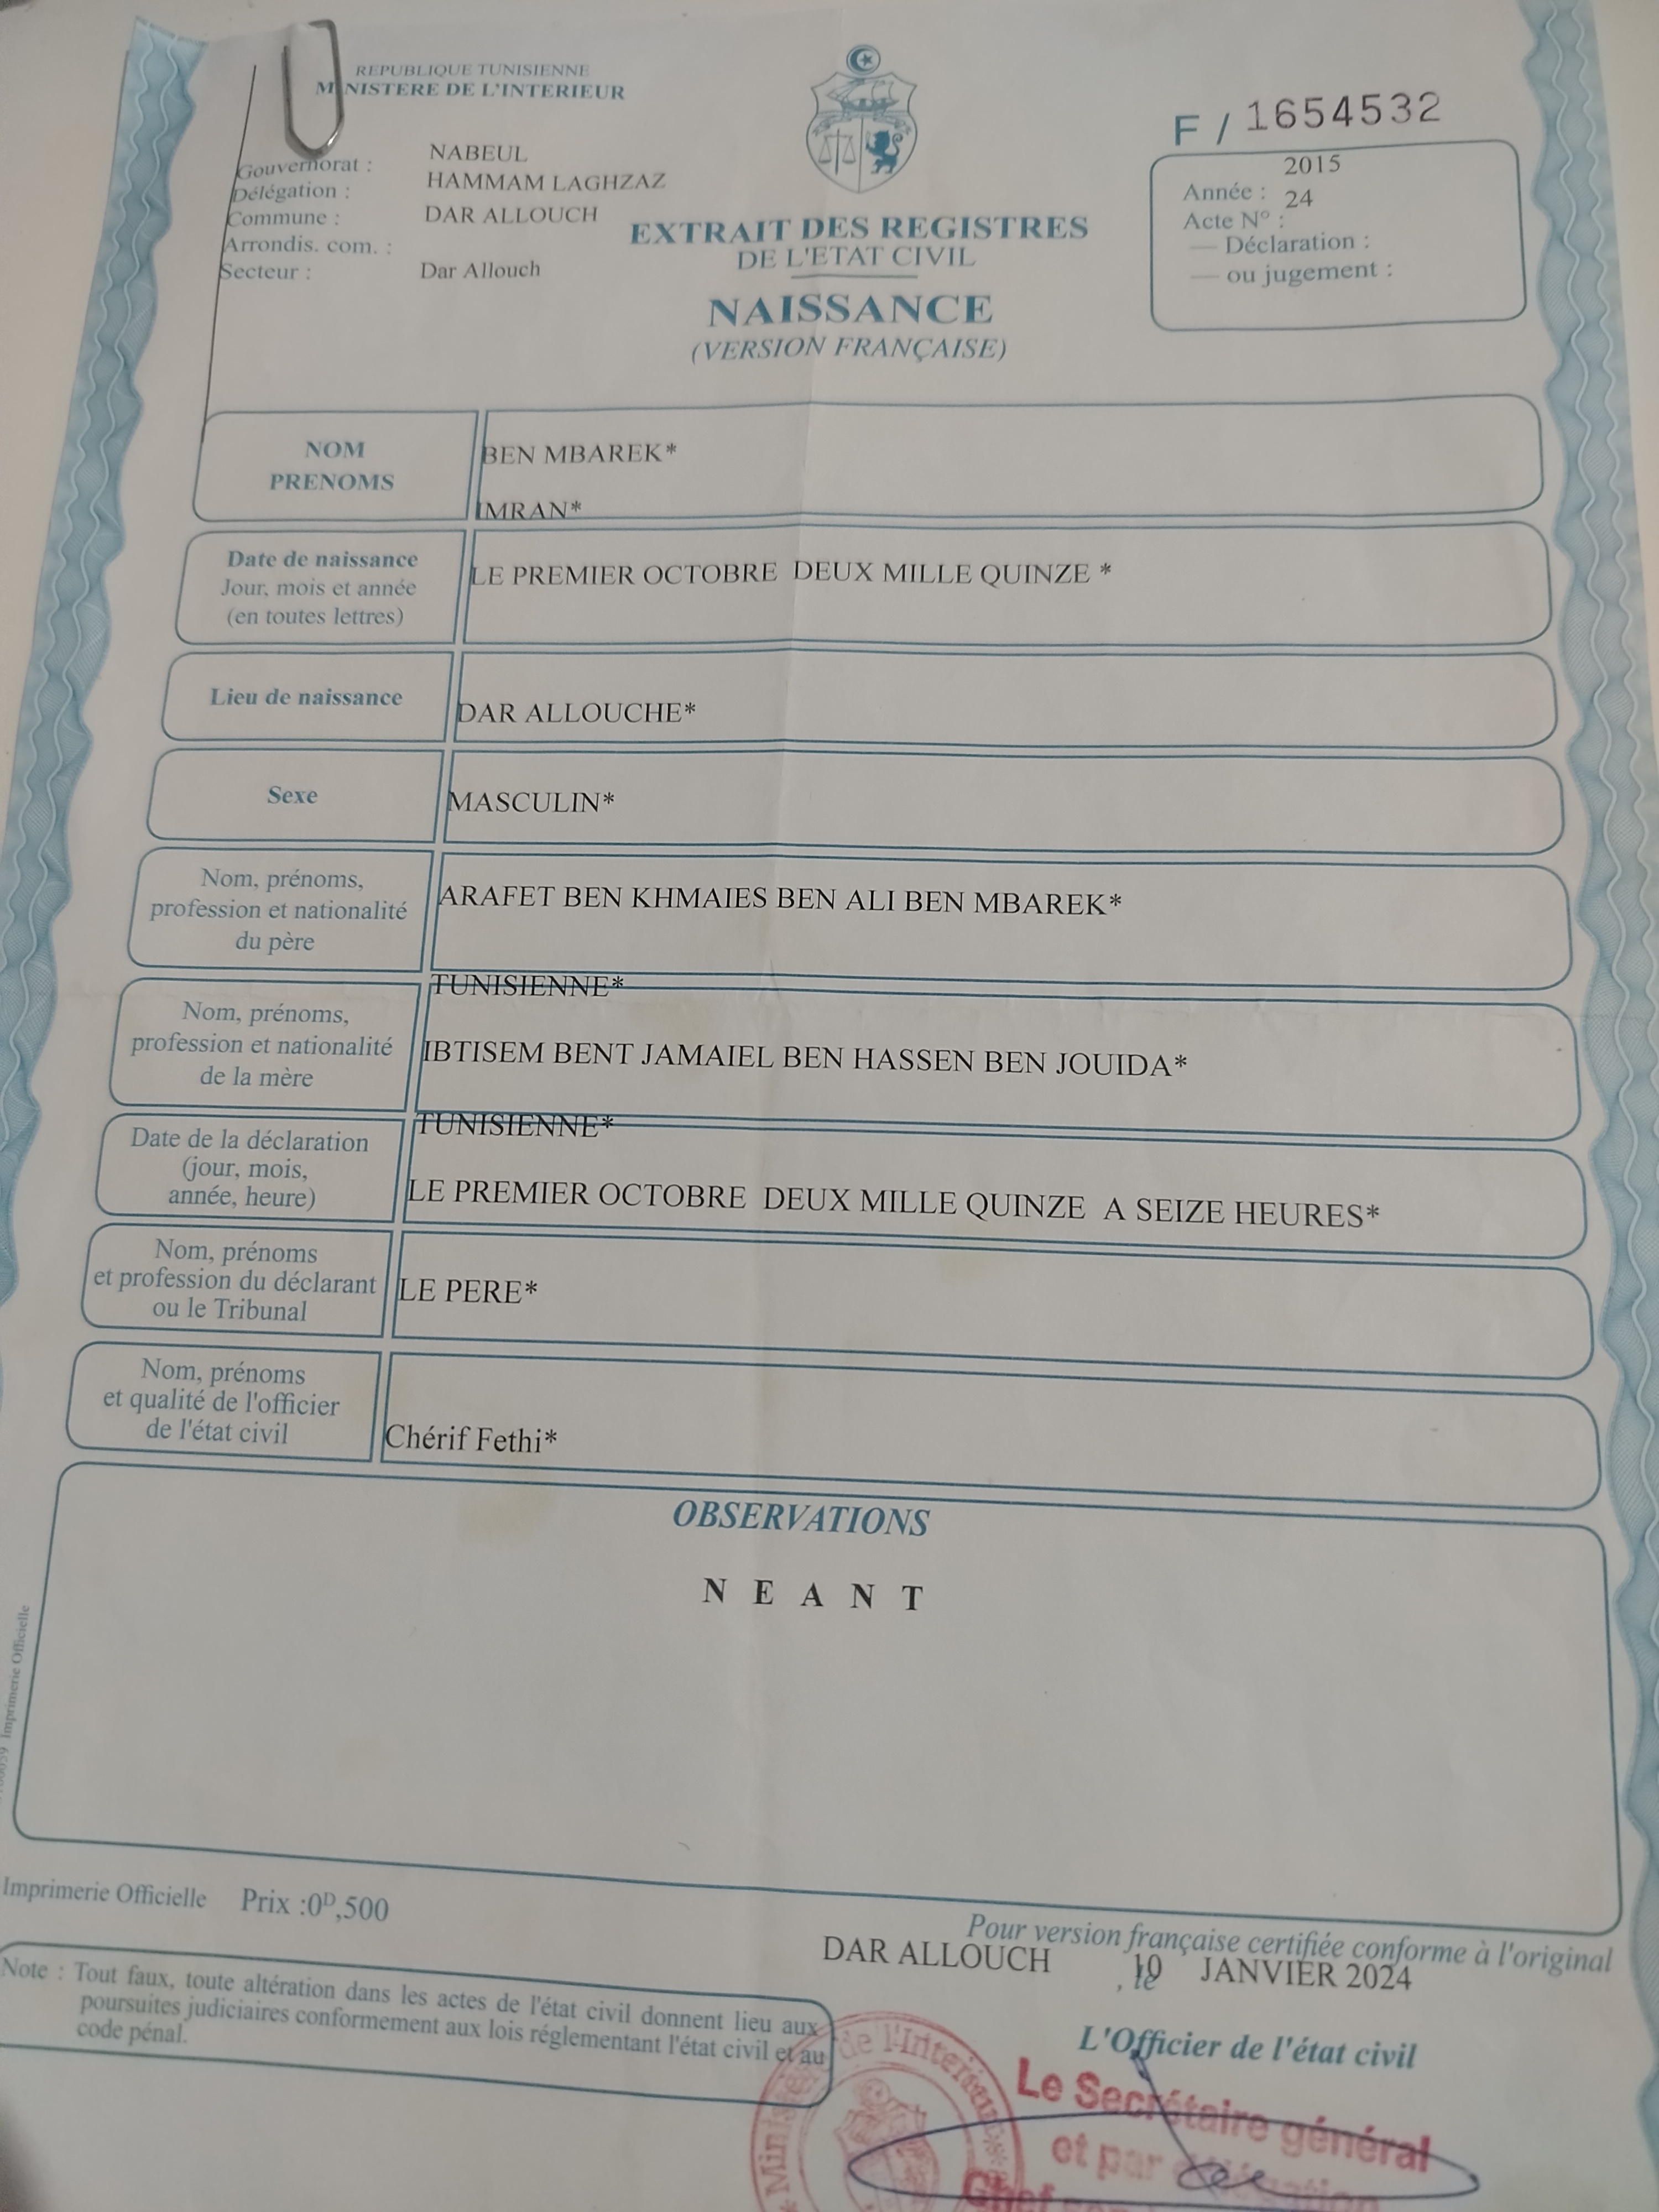 REPUBLIQUE TUNISIENNE
MINISTERE DE L'INTERIEUR
F / 1654532
Gouvernorat : NABEUL
Délégation : HAMMAM LAGHZAZ
Commune : DAR ALLOUCH
Arrondis. com. :
Secteur : Dar Allouch
EXTRAIT DES REGISTRES
DE L'ETAT CIVIL
NAISSANCE
(VERSION FRANÇAISE)
2015
Année :
24
Acte N° :
— Déclaration :
— ou jugement :
NOM
PRENOMS
BEN MBAREK*
IMRAN*
Date de naissance
Jour, mois et année
(en toutes lettres)
LE PREMIER OCTOBRE DEUX MILLE QUINZE *
Lieu de naissance
DAR ALLOUCHE*
Sexe
MASCULIN*
Nom, prénoms,
profession et nationalité
du père
ARAFET BEN KHMAIES BEN ALI BEN MBAREK*
TUNISIENNE*
Nom, prénoms,
profession et nationalité
de la mère
IBTISEM BENT JAMAIEL BEN HASSEN BEN JOUIDA*
TUNISIENNE*
Date de la déclaration
(jour, mois,
année, heure)
LE PREMIER OCTOBRE DEUX MILLE QUINZE A SEIZE HEURES*
Nom, prénoms
et profession du déclarant
ou le Tribunal
LE PERE*
Nom, prénoms
et qualité de l'officier
de l'état civil
Chérif Fethi*
OBSERVATIONS
N E A N T
Imprimerie Officielle
Imprimerie Officielle Prix :0ᴰ,500
Pour version française certifiée conforme à l'original
DAR ALLOUCH , le 10 JANVIER 2024
Note : Tout faux, toute altération dans les actes de l'état civil donnent lieu aux
poursuites judiciaires conformement aux lois réglementant l'état civil et au
code pénal.
L'Officier de l'état civil
Ministère de l'Interieur
Le Secrétaire général
et par délégation
Chef